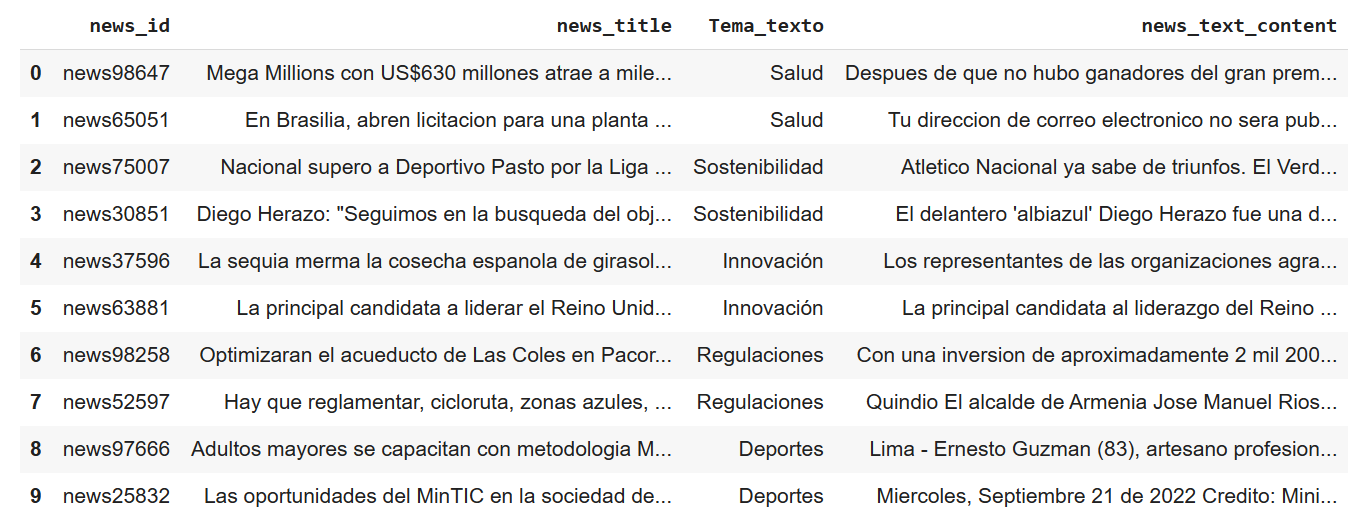 news_id news_title Tema_texto news_text_content
0 news98647 Mega Millions con US$630 millones atrae a mile... Salud Despues de que no hubo ganadores del gran prem...
1 news65051 En Brasilia, abren licitacion para una planta ... Salud Tu direccion de correo electronico no sera pub...
2 news75007 Nacional supero a Deportivo Pasto por la Liga ... Sostenibilidad Atletico Nacional ya sabe de triunfos. El Verd...
3 news30851 Diego Herazo: "Seguimos en la busqueda del obj... Sostenibilidad El delantero 'albiazul' Diego Herazo fue una d...
4 news37596 La sequia merma la cosecha espanola de girasol... Innovación Los representantes de las organizaciones agra...
5 news63881 La principal candidata a liderar el Reino Unid... Innovación La principal candidata al liderazgo del Reino ...
6 news98258 Optimizaran el acueducto de Las Coles en Pacor... Regulaciones Con una inversion de aproximadamente 2 mil 200...
7 news52597 Hay que reglamentar, cicloruta, zonas azules, ... Regulaciones Quindio El alcalde de Armenia Jose Manuel Rios...
8 news97666 Adultos mayores se capacitan con metodologia M... Deportes Lima - Ernesto Guzman (83), artesano profesion...
9 news25832 Las oportunidades del MinTIC en la sociedad de... Deportes Miercoles, Septiembre 21 de 2022 Credito: Mini...